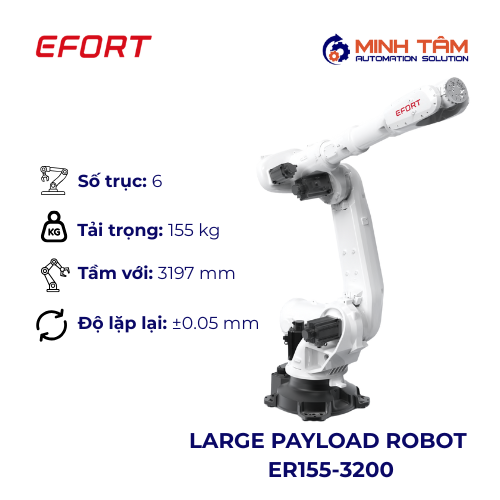 EFORT
MINH TÂM
AUTOMATION SOLUTION
EFORT
Số trục: 6
KG
Tải trọng: 155 kg
Tầm với: 3197 mm
Độ lặp lại: ±0.05 mm
LARGE PAYLOAD ROBOT
ER155-3200